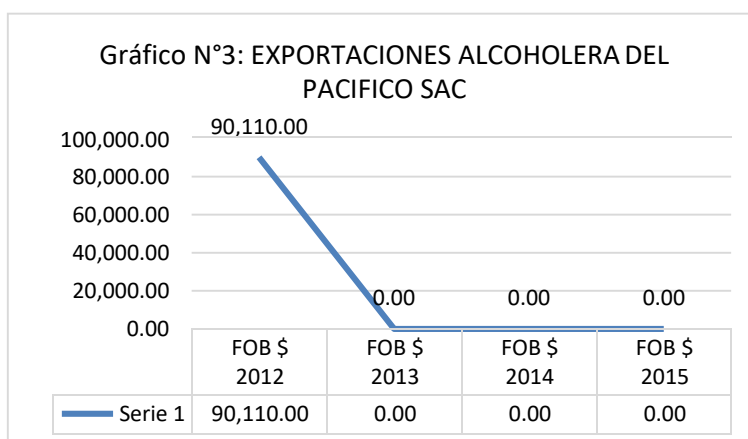 Gráfico N°3: EXPORTACIONES ALCOHOLERA DEL
PACIFICO SAC
100,000.00
80,000.00
60,000.00
40,000.00
20,000.00
0.00
90,110.00
0.00
0.00
0.00
FOB $ 2012
FOB $ 2013
FOB $ 2014
FOB $ 2015
Serie 1 90,110.00 0.00 0.00 0.00